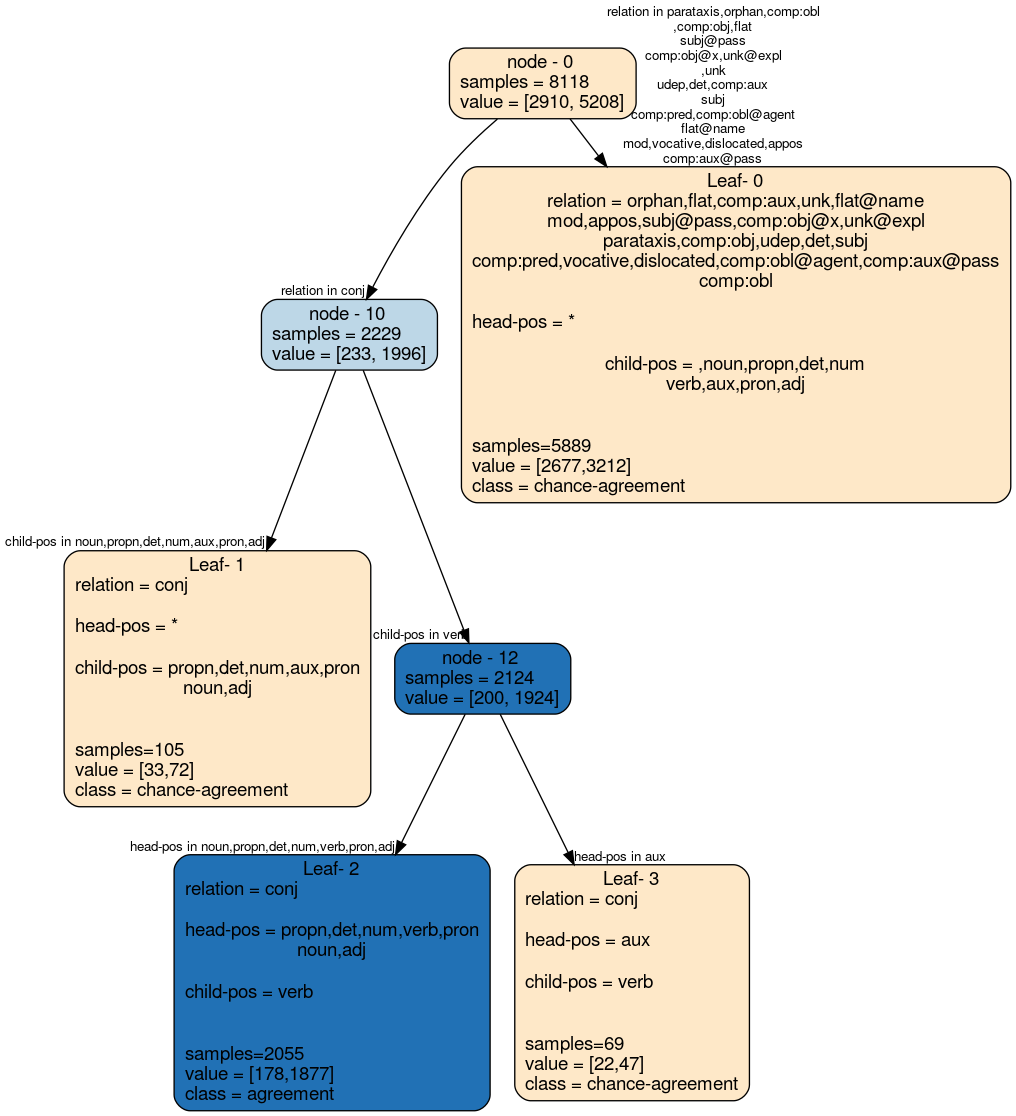 relation in parataxis,orphan,comp:obl
,comp:obj,flat
subj@pass
comp:obj@x,unk@expl
,unk
udep,det,comp:aux
subj
comp:pred,comp:obl@agent
flat@name
mod,vocative,dislocated,appos
comp:aux@pass
node - 0
samples = 8118
value = [2910, 5208]
Leaf- 0
relation = orphan,flat,comp:aux,unk,flat@name
mod,appos,subj@pass,comp:obj@x,unk@expl
parataxis,comp:obj,udep,det,subj
comp:pred,vocative,dislocated,comp:obl@agent,comp:aux@pass
comp:obl
head-pos = *
child-pos = ,noun,propn,det,num
verb,aux,pron,adj
samples=5889
value = [2677,3212]
class = chance-agreement
relation in conj
node - 10
samples = 2229
value = [233, 1996]
child-pos in noun,propn,det,num,aux,pron,adj
Leaf- 1
relation = conj
head-pos = *
child-pos = propn,det,num,aux,pron
noun,adj
samples=105
value = [33,72]
class = chance-agreement
child-pos in verb
node - 12
samples = 2124
value = [200, 1924]
head-pos in noun,propn,det,num,verb,pron,adj
Leaf- 2
relation = conj
head-pos = propn,det,num,verb,pron
noun,adj
child-pos = verb
samples=2055
value = [178,1877]
class = agreement
head-pos in aux
Leaf- 3
relation = conj
head-pos = aux
child-pos = verb
samples=69
value = [22,47]
class = chance-agreement